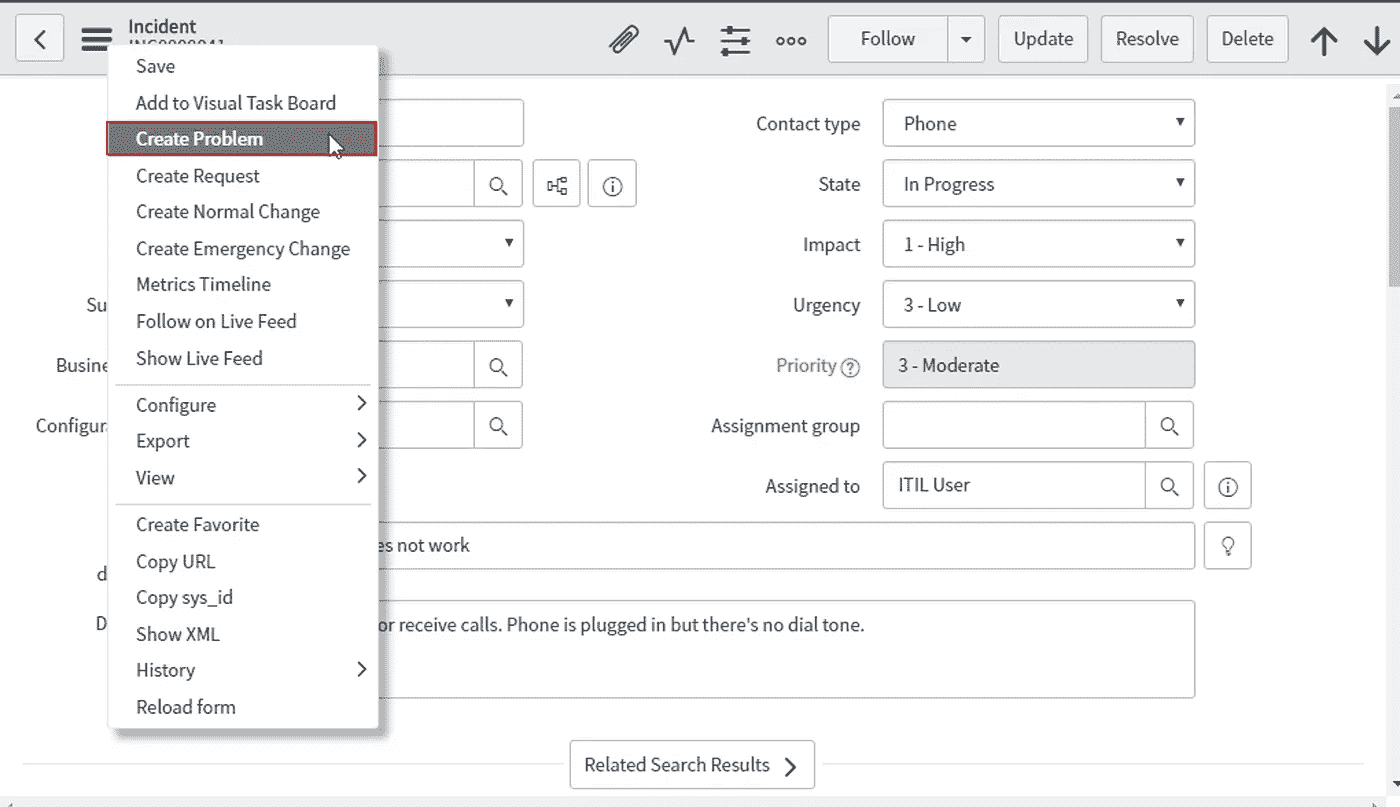 Incident
Follow
Update
Resolve
Delete
Save
Add to Visual Task Board
Create Problem
Create Request
Create Normal Change
Create Emergency Change
Metrics Timeline
Follow on Live Feed
Show Live Feed
Configure
Export
View
Create Favorite
Copy URL
Copy sys_id
Show XML
History
Reload form
Su
Busine
Configur
d
D
Contact type Phone
State In Progress
Impact 1 - High
Urgency 3 - Low
Priority ? 3 - Moderate
Assignment group
Assigned to ITIL User
es not work
or receive calls. Phone is plugged in but there's no dial tone.
Related Search Results